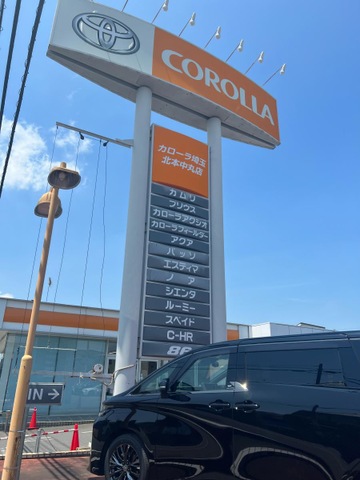 COROLLA
カローラ埼玉
北本中丸店
カムリ
プリウス
カローラアクシオ
カローラフィールダー
アクア
パッソ
エスティマ
ノア
シエンタ
ルーミー
スペイド
C-HR
86
IN →